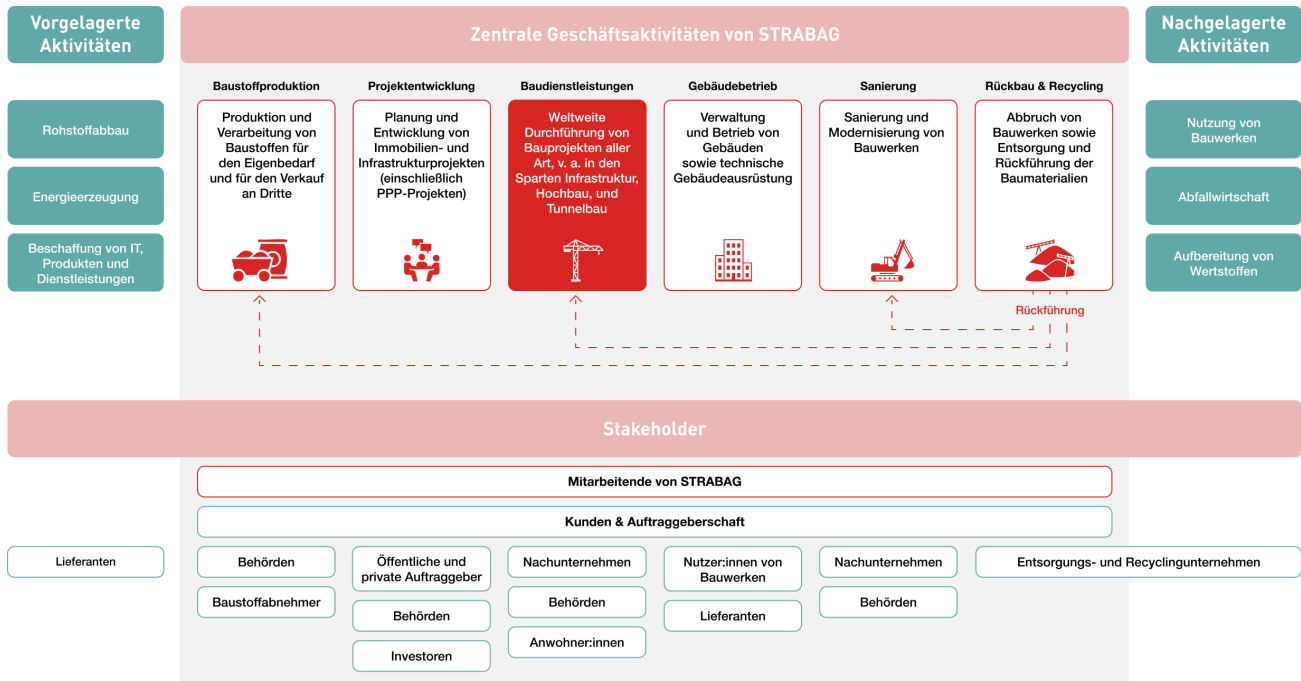 Vorgelagerte
Aktivitäten
Zentrale Geschäftsaktivitäten von STRABAG
Nachgelagerte
Aktivitäten
Rohstoffabbau
Energieerzeugung
Beschaffung von IT,
Produkten und
Dienstleistungen
Baustoffproduktion
Produktion und
Verarbeitung von
Baustoffen für
den Eigenbedarf
und für den Verkauf
an Dritte
Projektentwicklung
Planung und
Entwicklung von
Immobilien- und
Infrastrukturprojekten
(einschließlich
PPP-Projekten)
Baudienstleistungen
Weltweite
Durchführung von
Bauprojekten aller
Art, v. a. in den
Sparten Infrastruktur,
Hochbau, und
Tunnelbau
Gebäudebetrieb
Verwaltung
und Betrieb von
Gebäuden
sowie technische
Gebäudeausrüstung
Sanierung
Sanierung und
Modernisierung von
Bauwerken
Rückbau & Recycling
Abbruch von
Bauwerken sowie
Entsorgung und
Rückführung der
Baumaterialien
Rückführung
Nutzung von
Bauwerken
Abfallwirtschaft
Aufbereitung von
Wertstoffen
Stakeholder
Mitarbeitende von STRABAG
Kunden & Auftraggeberschaft
Lieferanten
Behörden
Baustoffabnehmer
Öffentliche und
private Auftraggeber
Behörden
Investoren
Nachunternehmen
Behörden
Anwohner:innen
Nutzer:innen von
Bauwerken
Lieferanten
Nachunternehmen
Behörden
Entsorgungs- und Recyclingunternehmen